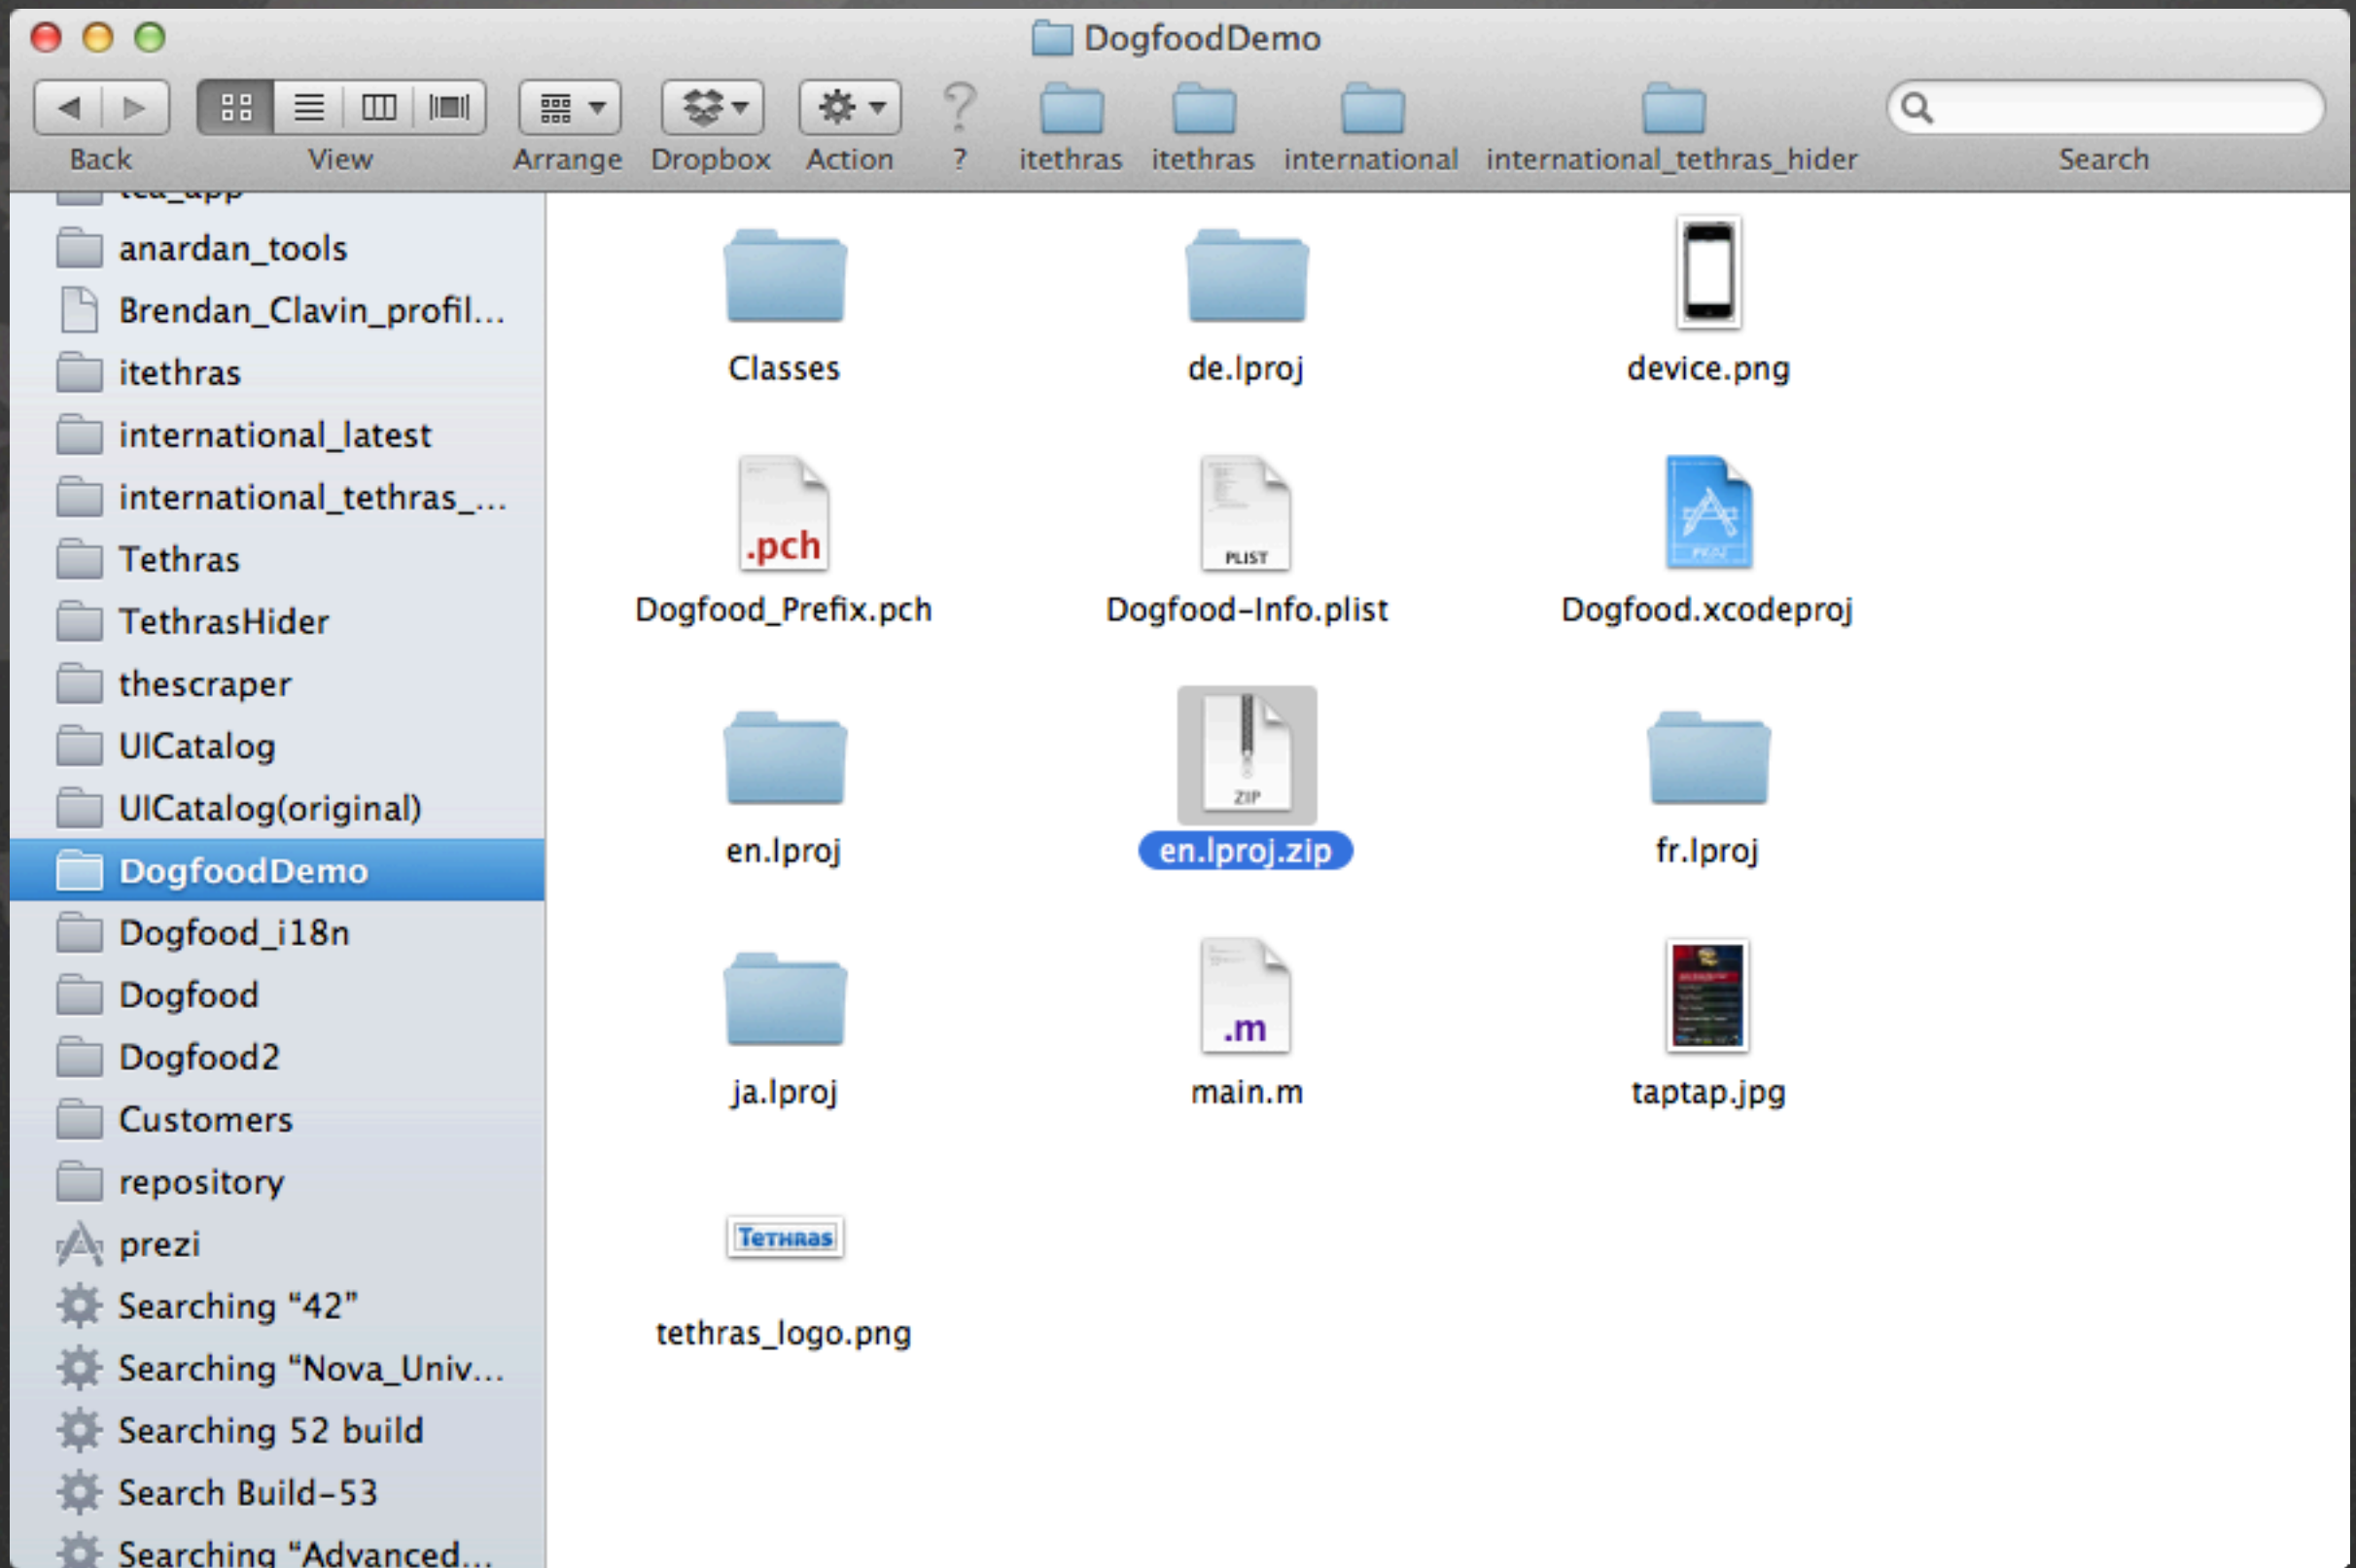 DogfoodDemo
Back View Arrange Dropbox Action ? itethras itethras international international_tethras_hider Search
tca_app
anardan_tools
Brendan_Clavin_profil...
itethras
international_latest
international_tethras_...
Tethras
TethrasHider
thescraper
UICatalog
UICatalog(original)
DogfoodDemo
Dogfood_i18n
Dogfood
Dogfood2
Customers
repository
prezi
Searching “42”
Searching “Nova_Univ...
Searching 52 build
Search Build-53
Searching “Advanced...
Classes de.lproj device.png
.pch PLIST PROJ
Dogfood_Prefix.pch Dogfood-Info.plist Dogfood.xcodeproj
ZIP
en.lproj en.lproj.zip fr.lproj
.m
ja.lproj main.m taptap.jpg
Tethras
tethras_logo.png